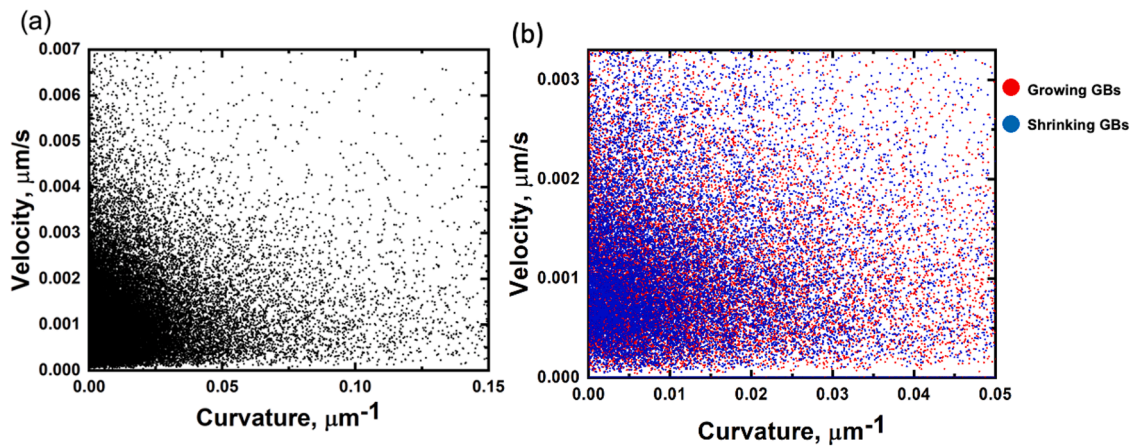 (a)
0.007
0.006
0.005
0.004
0.003
0.002
0.001
0.000
Velocity, μm/s
0.00
0.05
0.10
0.15
Curvature, μm-1
(b)
0.003
0.002
0.001
0.000
Velocity, μm/s
0.00
0.01
0.02
0.03
0.04
0.05
Curvature, μm-1
Growing GBs
Shrinking GBs